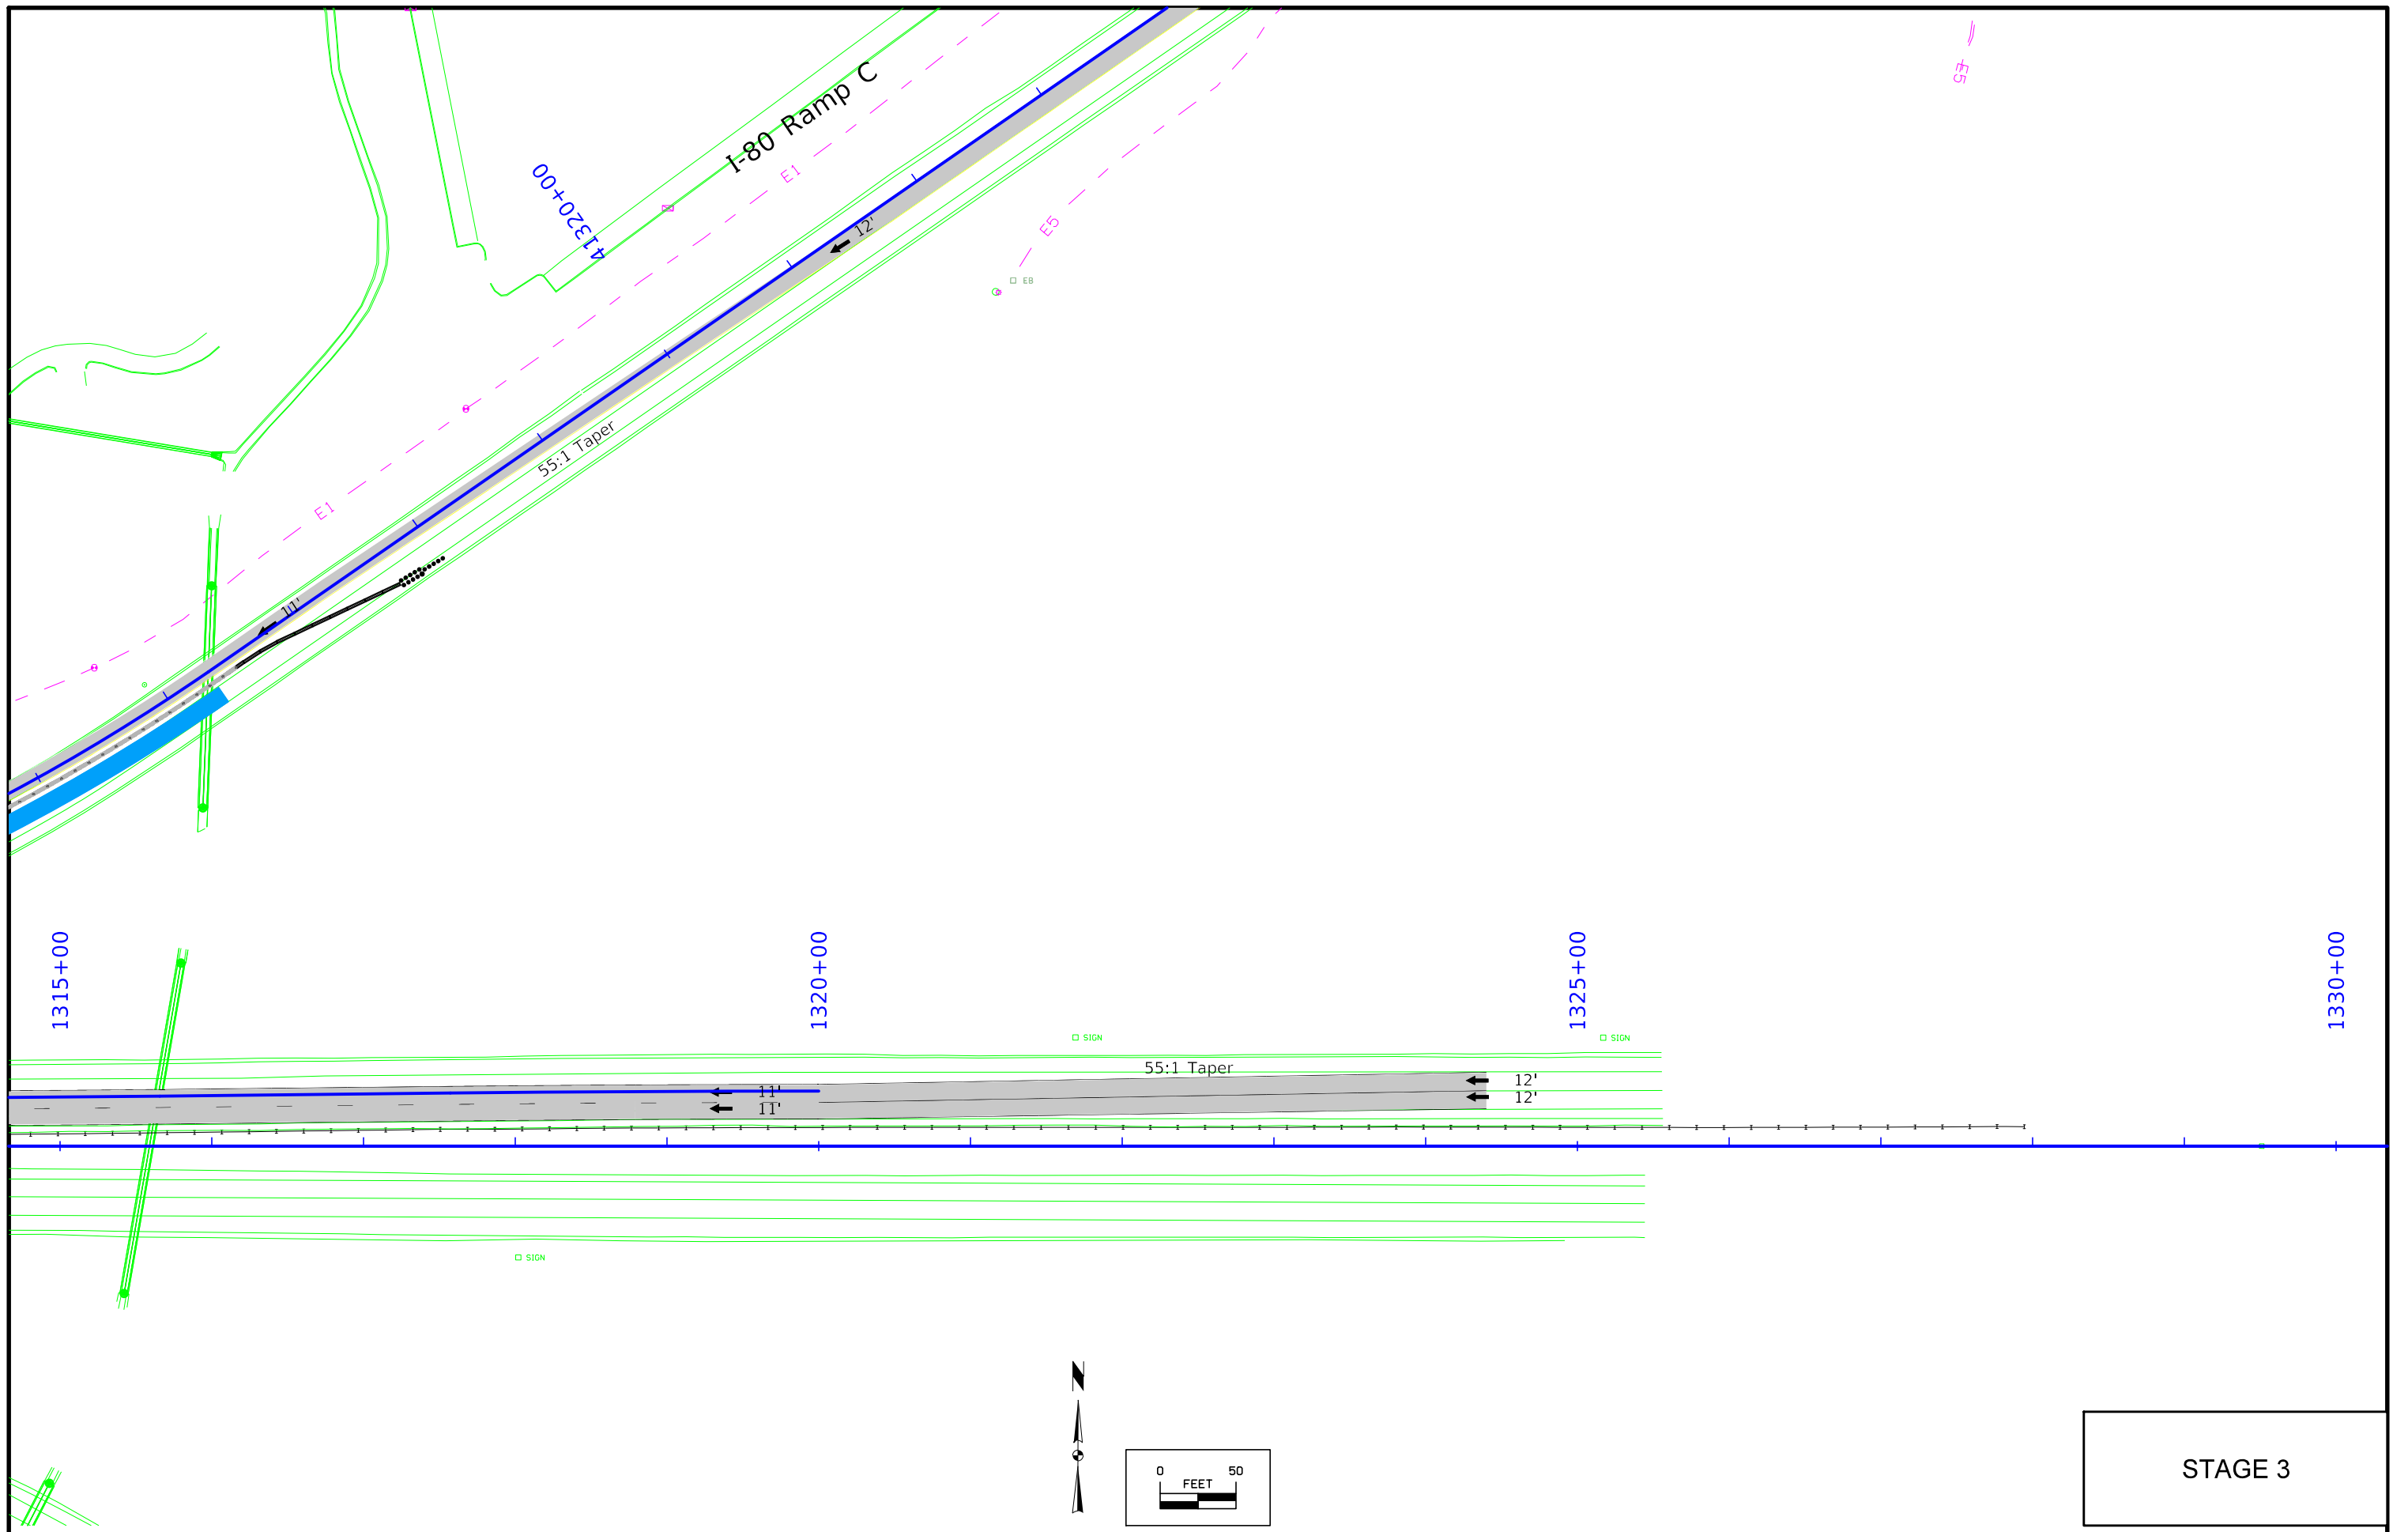 I-80 Ramp C
E5
E1
41320+00
12'
E5
EB
55:1 Taper
E1
11'
1315+00
1320+00
1325+00
1330+00
SIGN
SIGN
55:1 Taper
11'
12'
11'
12'
SIGN
N
0 50
FEET
STAGE 3